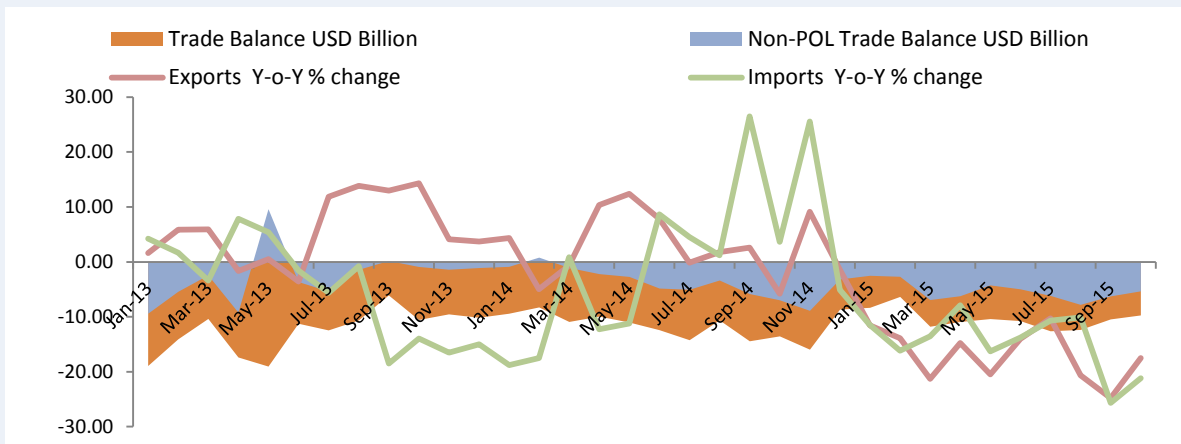 Trade Balance USD Billion Non-POL Trade Balance USD Billion
Exports Y-o-Y % change Imports Y-o-Y % change
30.00
20.00
10.00
0.00
-10.00
-20.00
-30.00
Jan-13 Mar-13 May-13 Jul-13 Sep-13 Nov-13 Jan-14 Mar-14 May-14 Jul-14 Sep-14 Nov-14 Jan-15 Mar-15 May-15 Jul-15 Sep-15